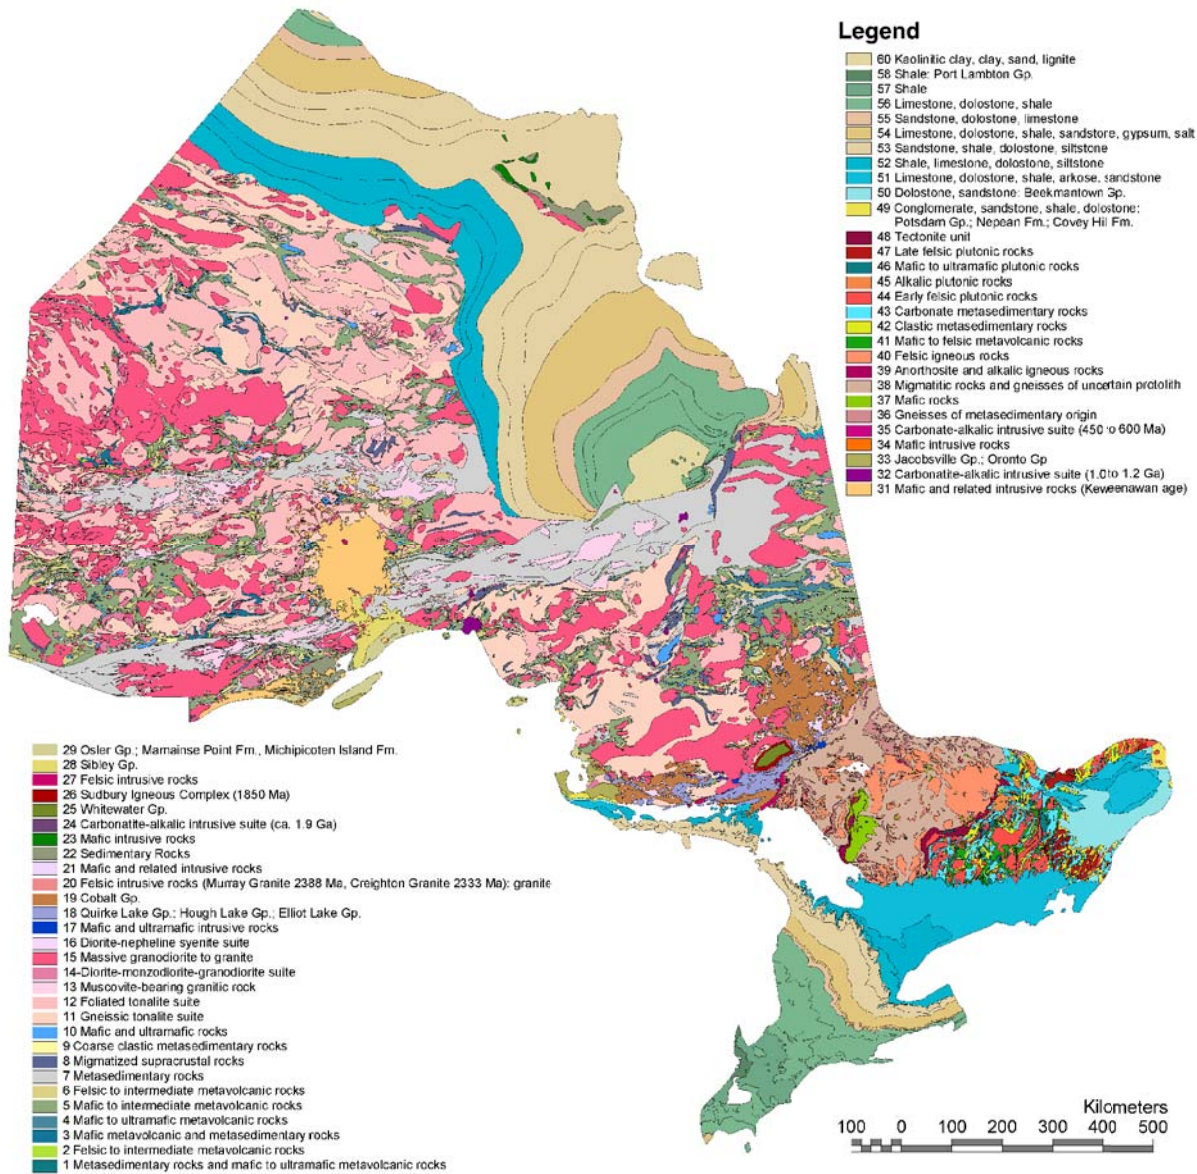 Legend
60 Kaolinitic clay, clay, sand, lignite
58 Shale: Port Lambton Gp.
57 Shale
56 Limestone, dolostone, shale
55 Sandstone, dolostone, limestone
54 Limestone, dolostone, shale, sandstone, gypsum, salt
53 Sandstone, shale, dolostone, siltstone
52 Shale, limestone, dolostone, siltstone
51 Limestone, dolostone, shale, arkose, sandstone
50 Dolostone, sandstone: Beekmantown Gp.
49 Conglomerate, sandstone, shale, dolostone:
Potsdam Gp.; Nepean Fm.; Covey Hill Fm.
48 Tectonite unit
47 Late felsic plutonic rocks
46 Mafic to ultramafic plutonic rocks
45 Alkalic plutonic rocks
44 Early felsic plutonic rocks
43 Carbonate metasedimentary rocks
42 Clastic metasedimentary rocks
41 Mafic to felsic metavolcanic rocks
40 Felsic igneous rocks
39 Anorthosite and alkalic igneous rocks
38 Migmatitic rocks and gneisses of uncertain protolith
37 Mafic rocks
36 Gneisses of metasedimentary origin
35 Carbonate-alkalic intrusive suite (450 to 600 Ma)
34 Mafic intrusive rocks
33 Jacobsville Gp.; Oronto Gp
32 Carbonatite-alkalic intrusive suite (1.0 to 1.2 Ga)
31 Mafic and related intrusive rocks (Keweenawan age)
29 Osler Gp.; Mamainse Point Fm., Michipicoten Island Fm.
28 Sibley Gp.
27 Felsic intrusive rocks
26 Sudbury Igneous Complex (1850 Ma)
25 Whitewater Gp.
24 Carbonatite-alkalic intrusive suite (ca. 1.9 Ga)
23 Mafic intrusive rocks
22 Sedimentary Rocks
21 Mafic and related intrusive rocks
20 Felsic intrusive rocks (Murray Granite 2388 Ma, Creighton Granite 2333 Ma): granite
19 Cobalt Gp.
18 Quirke Lake Gp.; Hough Lake Gp.; Elliot Lake Gp.
17 Mafic and ultramafic intrusive rocks
16 Diorite-nepheline syenite suite
15 Massive granodiorite to granite
14-Diorite-monzodiorite-granodiorite suite
13 Muscovite-bearing granitic rock
12 Foliated tonalite suite
11 Gneissic tonalite suite
10 Mafic and ultramafic rocks
9 Coarse clastic metasedimentary rocks
8 Migmatized supracrustal rocks
7 Metasedimentary rocks
6 Felsic to intermediate metavolcanic rocks
5 Mafic to intermediate metavolcanic rocks
4 Mafic to ultramafic metavolcanic rocks
3 Mafic metavolcanic and metasedimentary rocks
2 Felsic to intermediate metavolcanic rocks
1 Metasedimentary rocks and mafic to ultramafic metavolcanic rocks
Kilometers
100 0 100 200 300 400 500